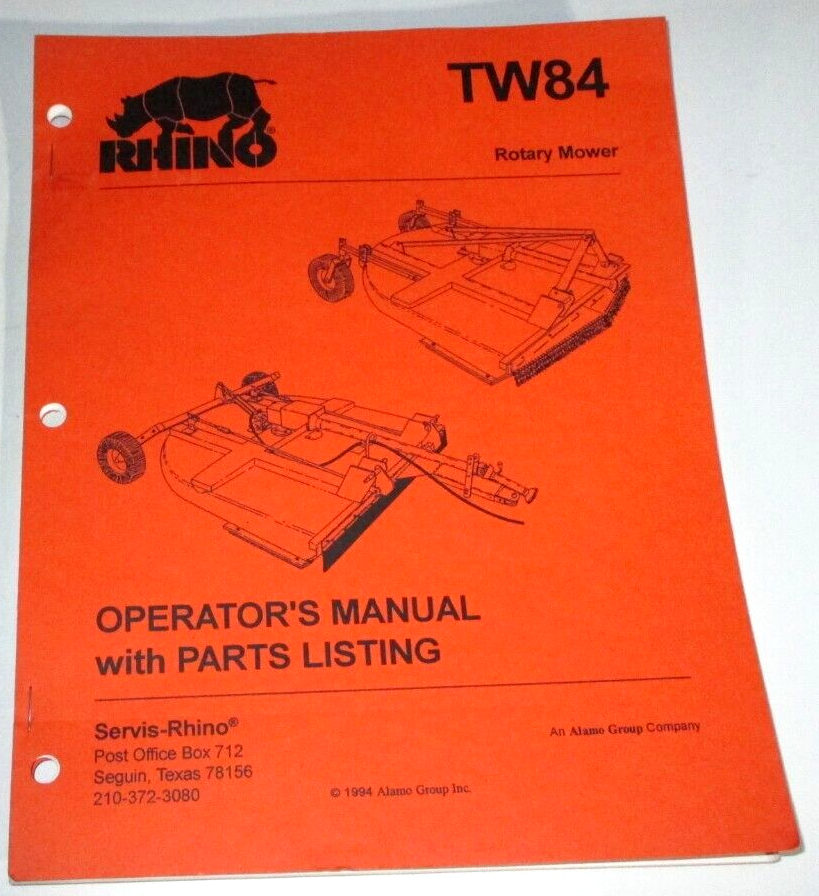 TW84
RHINO®
Rotary Mower
OPERATOR'S MANUAL
with PARTS LISTING
Servis-Rhino®
Post Office Box 712
Seguin, Texas 78156
210-372-3080
An Alamo Group Company
© 1994 Alamo Group Inc.